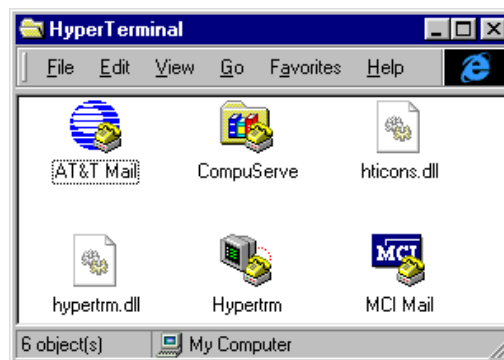 HyperTerminal
File Edit View Go Favorites Help
AT&T Mail CompuServe hticons.dll
MCI
hypertrm.dll Hypertrm MCI Mail
6 object(s) My Computer